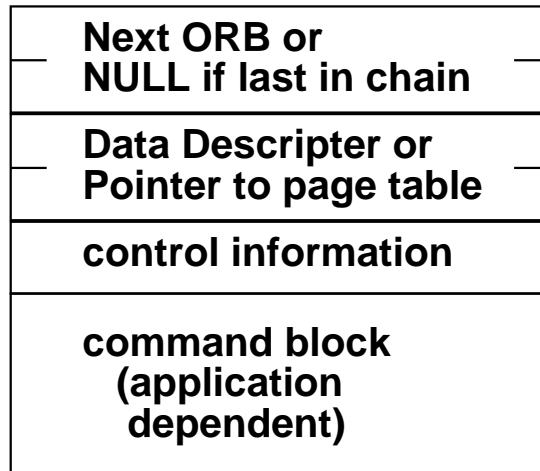 Next ORB or
NULL if last in chain
Data Descripter or
Pointer to page table
control information
command block
(application
dependent)